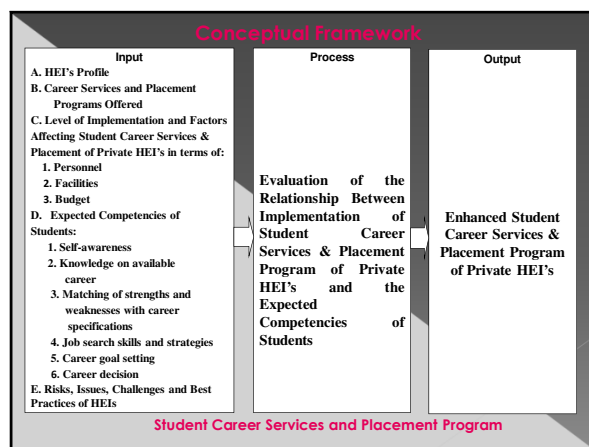 Conceptual Framework
Input
A. HEI's Profile
B. Career Services and Placement
Programs Offered
C. Level of Implementation and Factors
Affecting Student Career Services &
Placement of Private HEI's in terms of:
1. Personnel
2. Facilities
3. Budget
D. Expected Competencies of
Students:
1. Self-awareness
2. Knowledge on available
career
3. Matching of strengths and
weaknesses with career
specifications
4. Job search skills and strategies
5. Career goal setting
6. Career decision
E. Risks, Issues, Challenges and Best
Practices of HEIs
Process
Evaluation of the
Relationship Between
Implementation of
Student Career
Services & Placement
Program of Private
HEI's and the
Expected
Competencies of
Students
Output
Enhanced Student
Career Services &
Placement Program
of Private HEI's
Student Career Services and Placement Program